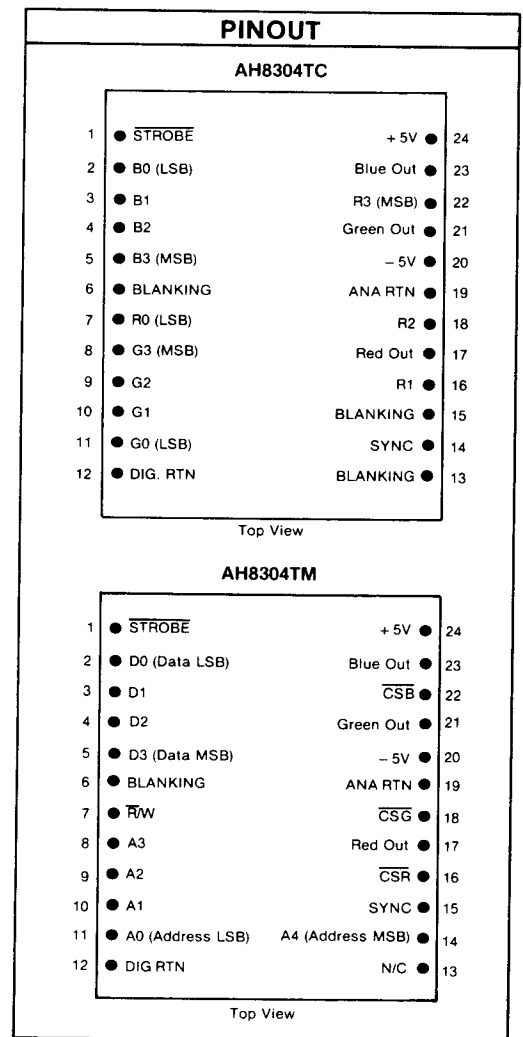 PINOUT
AH8304TC
1 S̅T̅R̅O̅B̅E̅ + 5V 24
2 B0 (LSB) Blue Out 23
3 B1 R3 (MSB) 22
4 B2 Green Out 21
5 B3 (MSB) – 5V 20
6 BLANKING ANA RTN 19
7 R0 (LSB) R2 18
8 G3 (MSB) Red Out 17
9 G2 R1 16
10 G1 BLANKING 15
11 G0 (LSB) SYNC 14
12 DIG. RTN BLANKING 13
Top View
AH8304TM
1 S̅T̅R̅O̅B̅E̅ + 5V 24
2 D0 (Data LSB) Blue Out 23
3 D1 C̅S̅B̅ 22
4 D2 Green Out 21
5 D3 (Data MSB) – 5V 20
6 BLANKING ANA RTN 19
7 R̅/W C̅S̅G̅ 18
8 A3 Red Out 17
9 A2 C̅S̅R̅ 16
10 A1 SYNC 15
11 A0 (Address LSB) A4 (Address MSB) 14
12 DIG RTN N/C 13
Top View